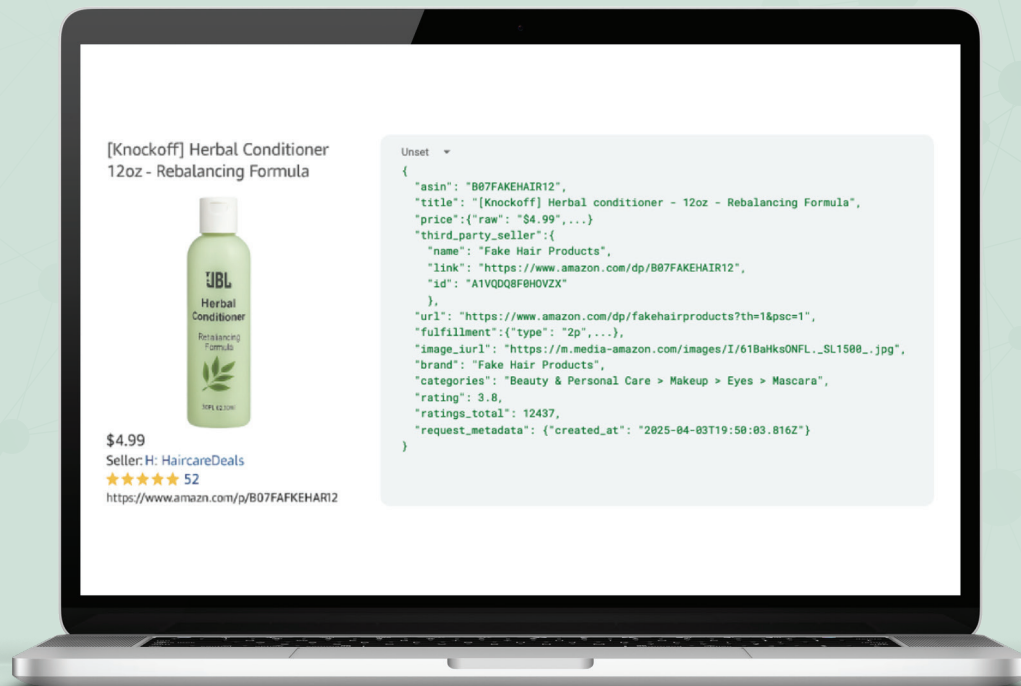 [Knockoff] Herbal Conditioner
12oz - Rebalancing Formula
JBL
Herbal
Conditioner
Formula
$4.99
Seller: H: HaircareDeals
52
https://www.amazn.com/p/B07FAFKEHAR12
Unset
{
"asin": "B07FAKEHAIR12",
"title": "[Knockoff] Herbal conditioner - 12oz - Rebalancing Formula",
"price":{"raw": "$4.99",...}
"third_party_seller":{
"name": "Fake Hair Products",
"link": "https://www.amazon.com/dp/B07FAKEHAIR12",
"id": "A1VQDQ8F0HOVZX"
},
"url": "https://www.amazon.com/dp/fakehairproducts?th=1&psc=1",
"fulfillment":{"type": "2p",...},
"image_iurl": "https://m.media-amazon.com/images/I/61BaHksONFL._SL1500_.jpg",
"brand": "Fake Hair Products",
"categories": "Beauty & Personal Care > Makeup > Eyes > Mascara",
"rating": 3.8,
"ratings_total": 12437,
"request_metadata": {"created_at": "2025-04-03T19:50:03.816Z"}
}